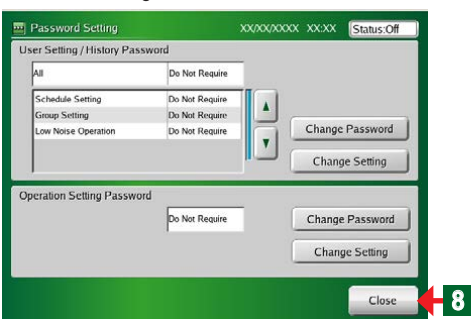 Password Setting XX/XX/XXXX XX:XX Status:Off
User Setting / History Password
All Do Not Require
Schedule Setting Do Not Require
Group Setting Do Not Require
Low Noise Operation Do Not Require
Change Password
Change Setting
Operation Setting Password
Do Not Require Change Password
Change Setting
Close 8